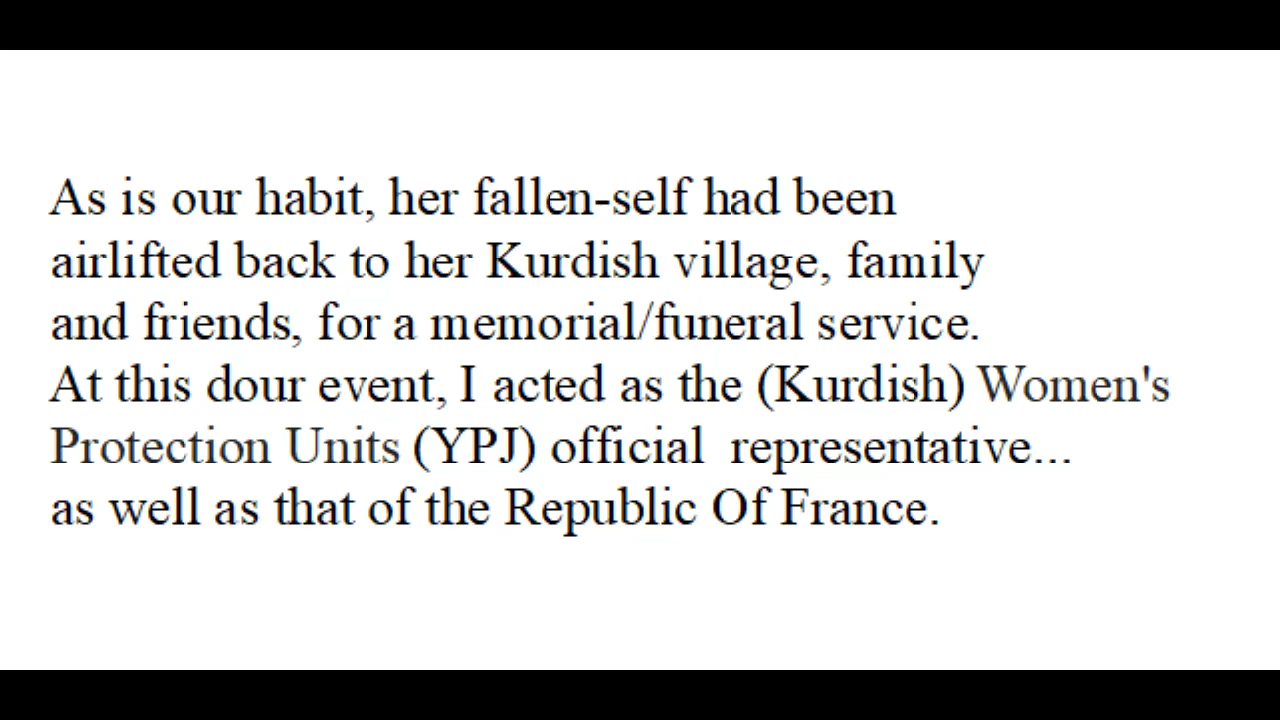 As is our habit, her fallen-self had been
airlifted back to her Kurdish village, family
and friends, for a memorial/funeral service.
At this dour event, I acted as the (Kurdish) Women's
Protection Units (YPJ) official  representative...
as well as that of the Republic Of France.